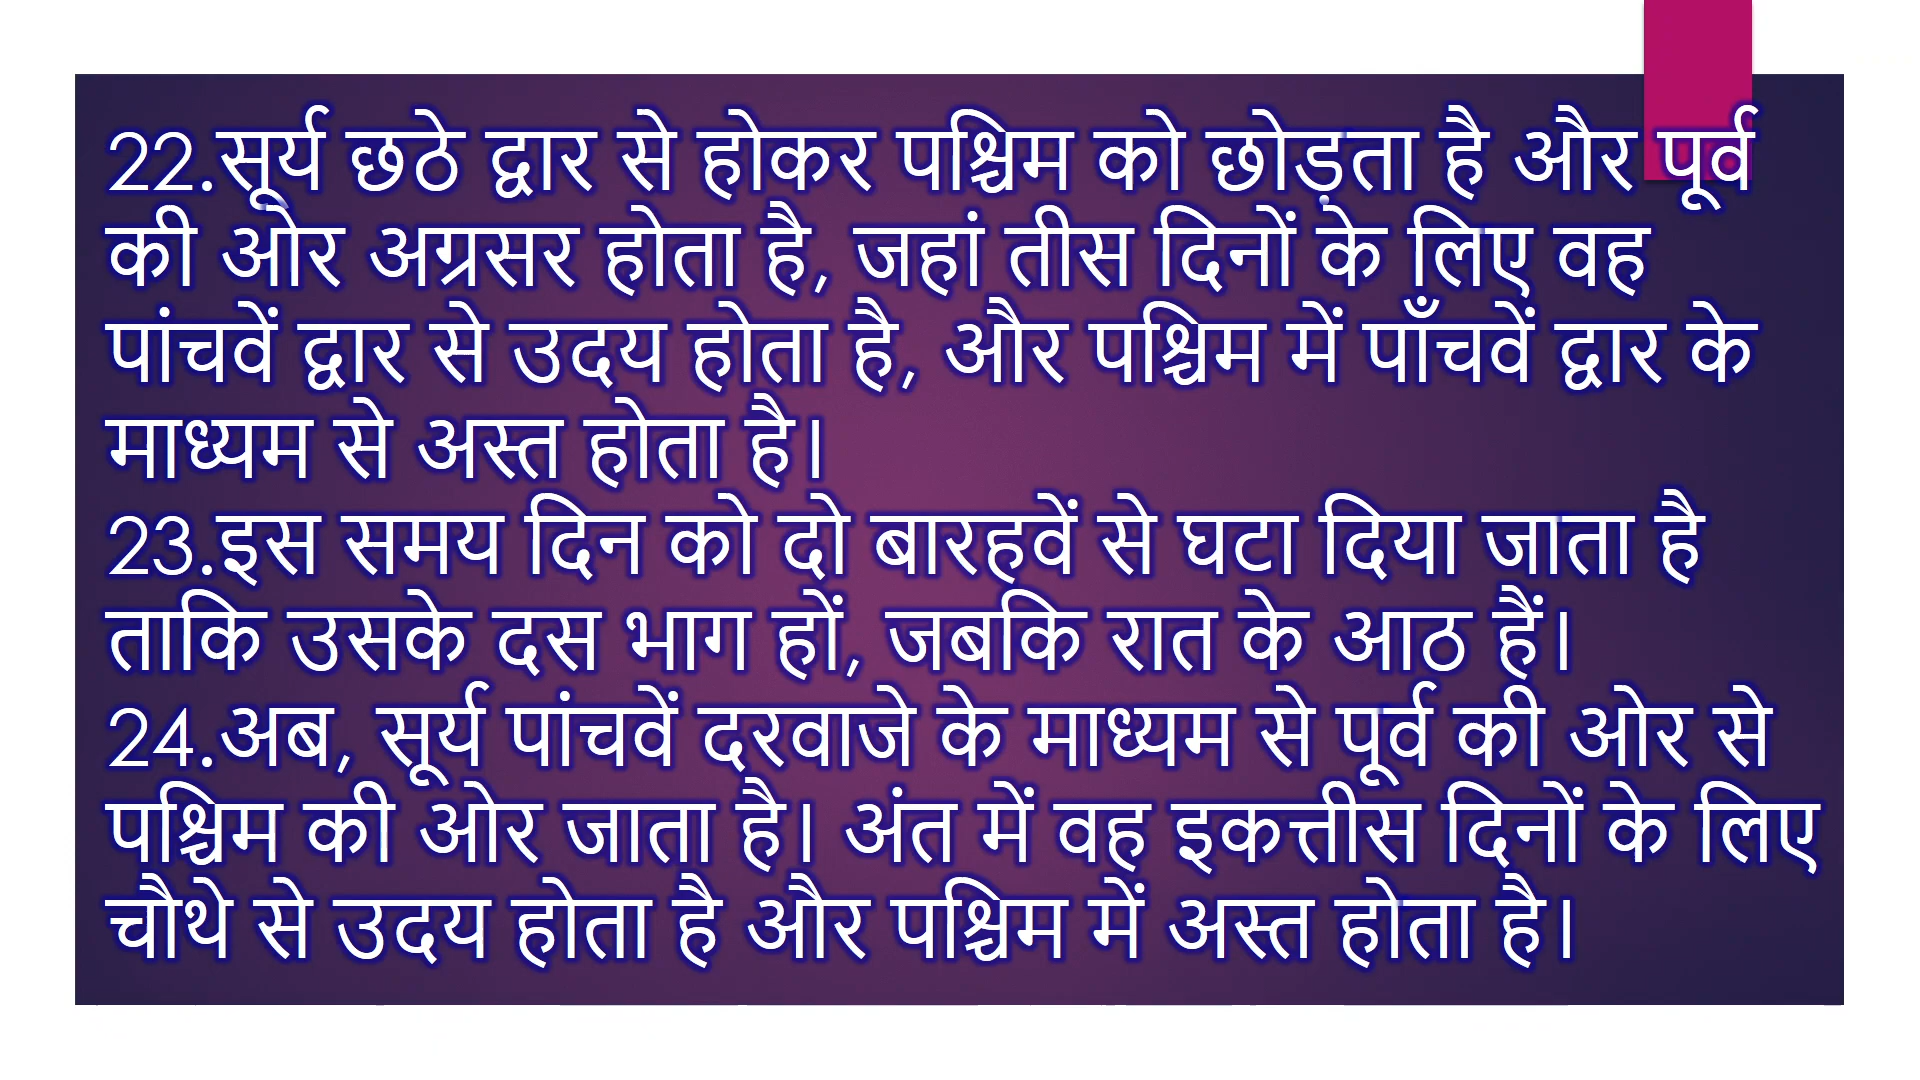 22.सूर्य छठे द्वार से होकर पश्चिम को छोड़ता है और पूर्व
की ओर अग्रसर होता है, जहां तीस दिनों के लिए वह
पांचवें द्वार से उदय होता है, और पश्चिम में पाँचवें द्वार के
माध्यम से अस्त होता है।
23.इस समय दिन को दो बारहवें से घटा दिया जाता है
ताकि उसके दस भाग हों, जबकि रात के आठ हैं।
24.अब, सूर्य पांचवें दरवाजे के माध्यम से पूर्व की ओर से
पश्चिम की ओर जाता है। अंत में वह इकत्तीस दिनों के लिए
चौथे से उदय होता है और पश्चिम में अस्त होता है।